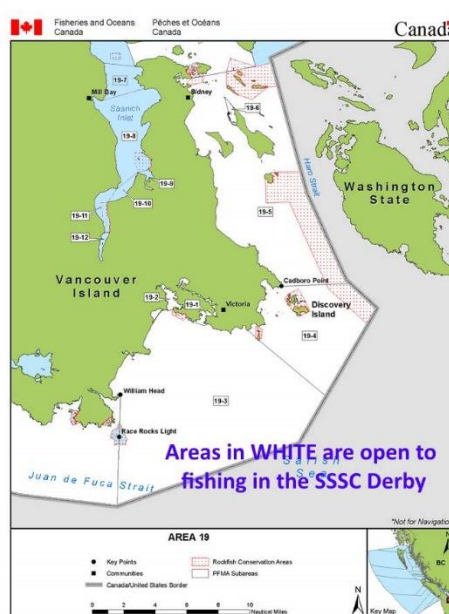 Fisheries and Oceans
Canada
Pêches et Océans
Canada
Canada
19-7
Mill Bay
Sidney
Saanich
Inlet
19-6
19-8
Haro Strait
Washington
State
19-9
19-10
19-5
19-11
19-12
Vancouver
Island
Cadboro Point
19-2
19-1
Victoria
Discovery
Island
19-4
William Head
19-3
Race Rocks Light
Areas in WHITE are open to
fishing in the SSSC Derby
Juan de Fuca Strait
Salish
Sea
*Not for Navigation
AREA 19
Key Points
Communities
Canada/United States Border
Rockfish Conservation Areas
PFMA Subareas
0 2 4 6 8 10
Nautical Miles
N
N
BC
Key Map